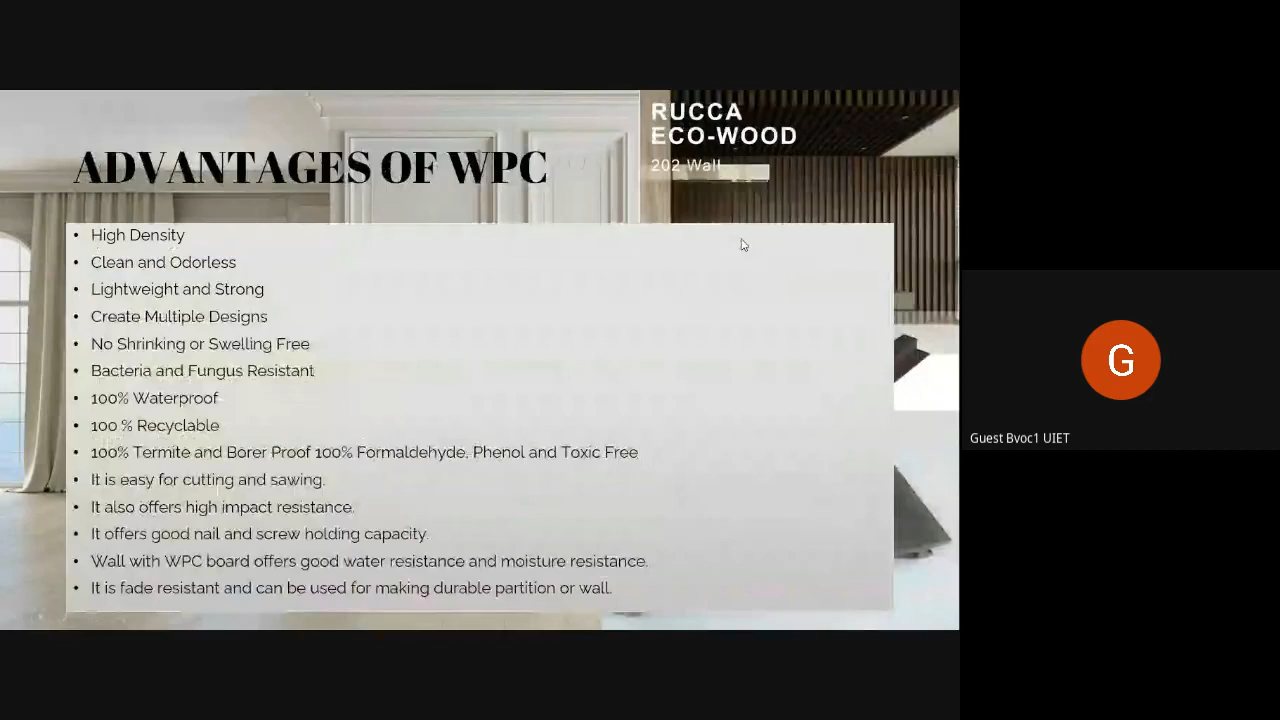 RUCCA
ECO-WOOD
202 Wall
ADVANTAGES OF WPC
• High Density
• Clean and Odorless
• Lightweight and Strong
• Create Multiple Designs
• No Shrinking or Swelling Free
• Bacteria and Fungus Resistant
• 100% Waterproof
• 100 % Recyclable
• 100% Termite and Borer Proof 100% Formaldehyde, Phenol and Toxic Free
• It is easy for cutting and sawing.
• It also offers high impact resistance.
• It offers good nail and screw holding capacity.
• Wall with WPC board offers good water resistance and moisture resistance.
• It is fade resistant and can be used for making durable partition or wall.
G
Guest Bvoc1 UIET